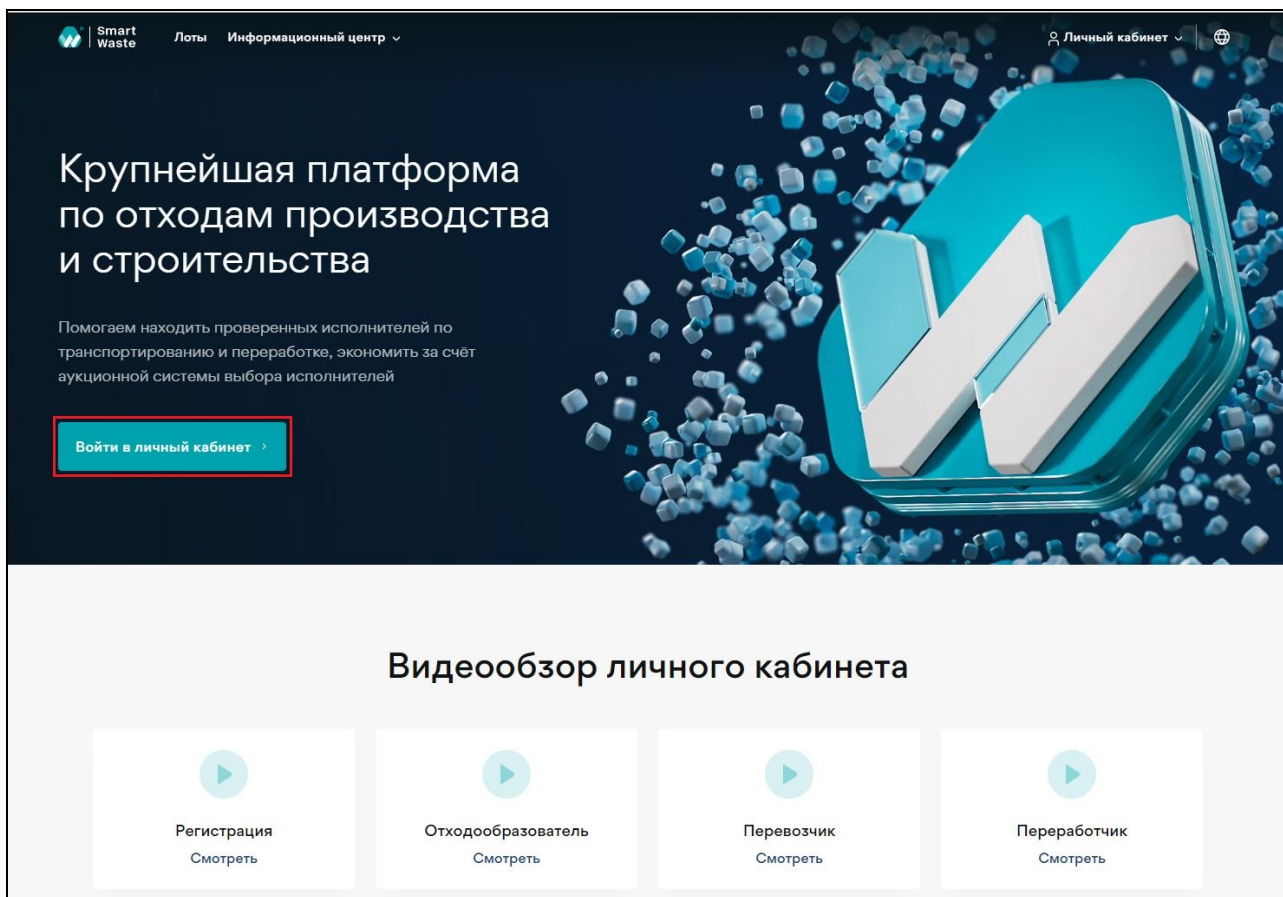 Smart
Waste
Лоты
Информационный центр
Личный кабинет
Крупнейшая платформа
по отходам производства
и строительства
Помогаем находить проверенных исполнителей по
транспортированию и переработке, экономить за счёт
аукционной системы выбора исполнителей
Войти в личный кабинет
Видеообзор личного кабинета
Регистрация
Смотреть
Отходообразователь
Смотреть
Перевозчик
Смотреть
Переработчик
Смотреть